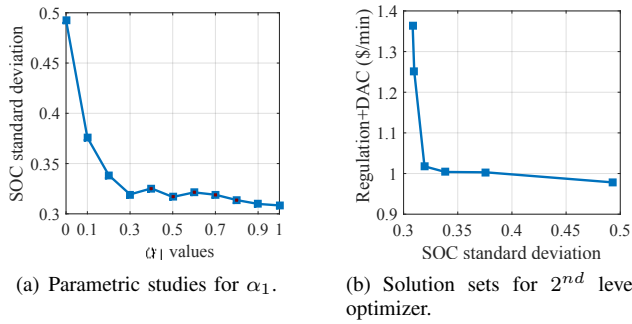 0.5
0.45
0.4
0.35
0.3
SOC standard deviation
0 0.1 0.3 0.5 0.7 0.9 1
α1 values
(a) Parametric studies for α1.
1.4
1.3
1.2
1.1
1
0.9
Regulation+DAC ($/min)
0.3 0.35 0.4 0.45 0.5
SOC standard deviation
(b) Solution sets for 2nd leve
optimizer.